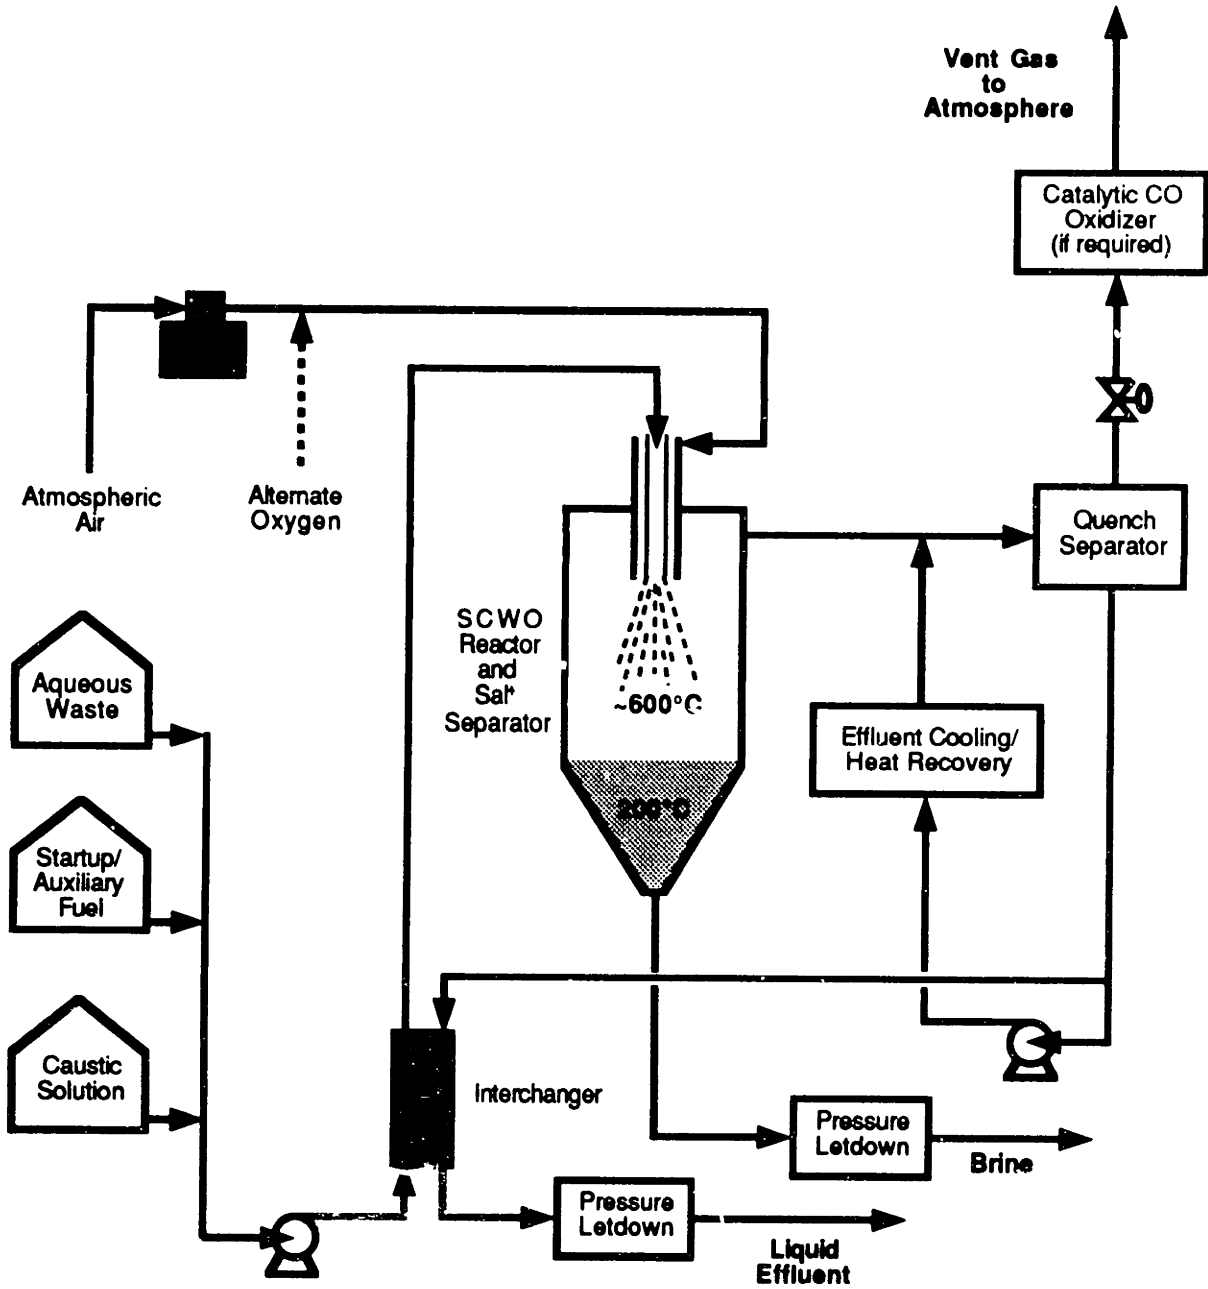 Vent Gas
to
Atmosphere
Catalytic CO
Oxidizer
(if required)
Atmospheric
Air
Alternate
Oxygen
Quench
Separator
SCWO
Reactor
and
Salt
Separator
~600°C
200°C
Aqueous
Waste
Effluent Cooling/
Heat Recovery
Startup/
Auxiliary
Fuel
Caustic
Solution
Interchanger
Pressure
Letdown
Brine
Pressure
Letdown
Liquid
Effluent